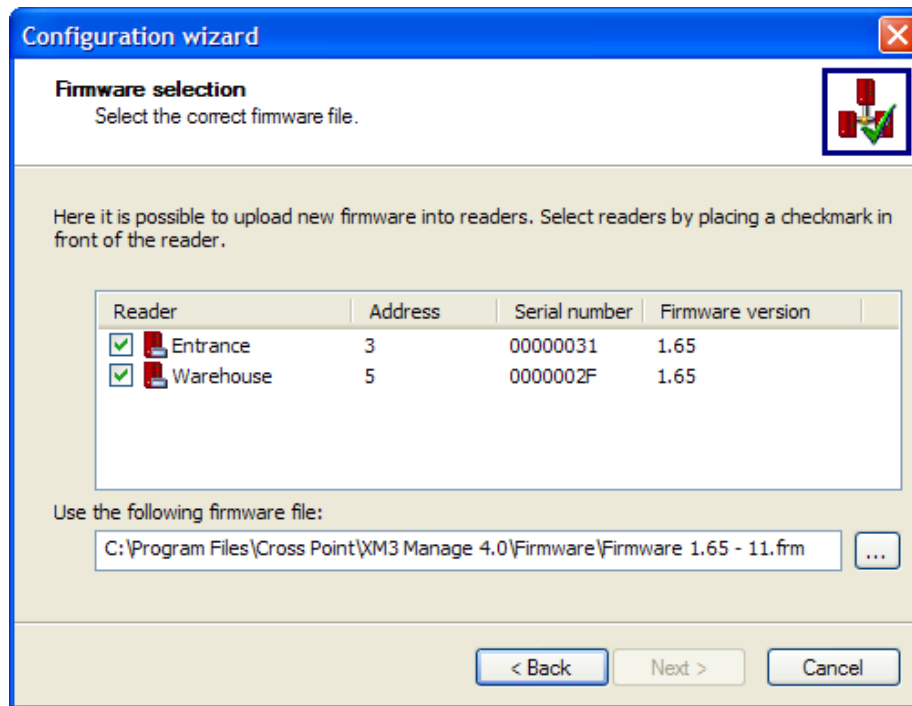 Configuration wizard
Firmware selection
Select the correct firmware file.
Here it is possible to upload new firmware into readers. Select readers by placing a checkmark in
front of the reader.
Reader Address Serial number Firmware version
Entrance 3 00000031 1.65
Warehouse 5 0000002F 1.65
Use the following firmware file:
C:\Program Files\Cross Point\XM3 Manage 4.0\Firmware\Firmware 1.65 - 11.frm ...
< Back Next > Cancel